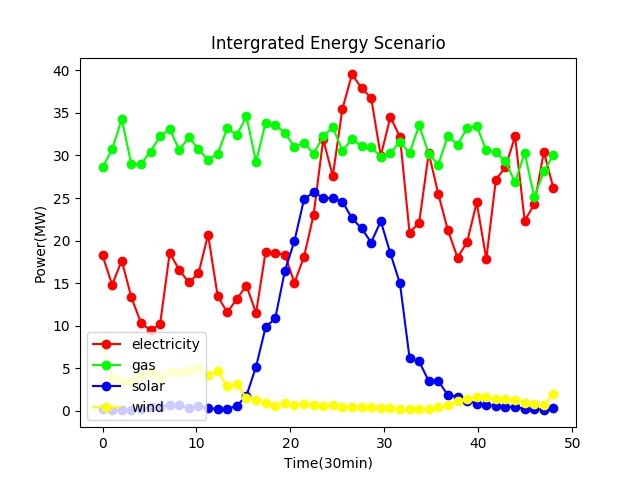 Intergrated Energy Scenario
Power(MW)
40
35
30
25
20
15
10
5
0
electricity
gas
solar
wind
0 10 20 30 40 50
Time(30min)